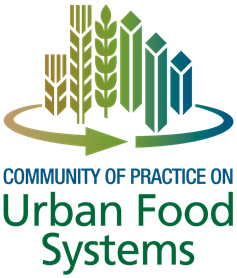 COMMUNITY OF PRACTICE ON
Urban Food
Systems